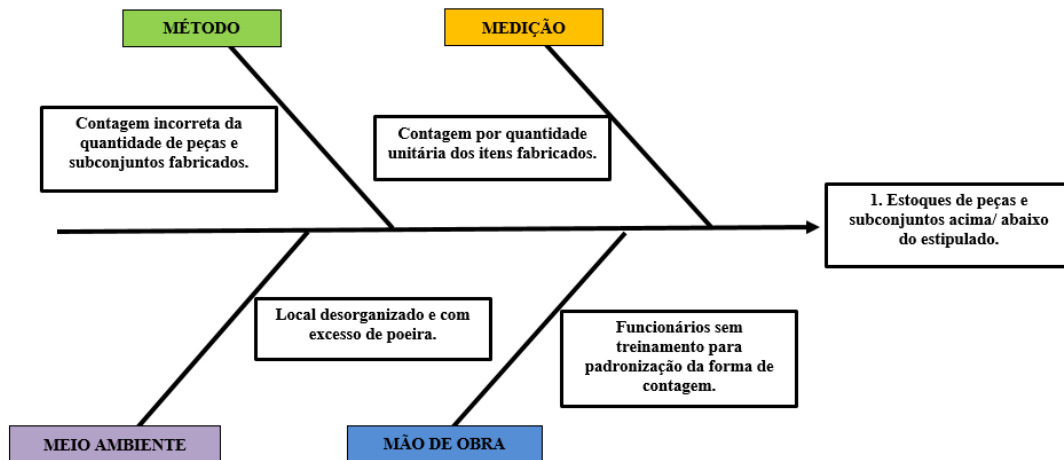 MÉTODO
MEDIÇÃO
Contagem incorreta da
quantidade de peças e
subconjuntos fabricados.
Contagem por quantidade
unitária dos itens fabricados.
1. Estoques de peças e
subconjuntos acima/ abaixo
do estipulado.
Local desorganizado e com
excesso de poeira.
Funcionários sem
treinamento para
padronização da forma de
contagem.
MEIO AMBIENTE
MÃO DE OBRA